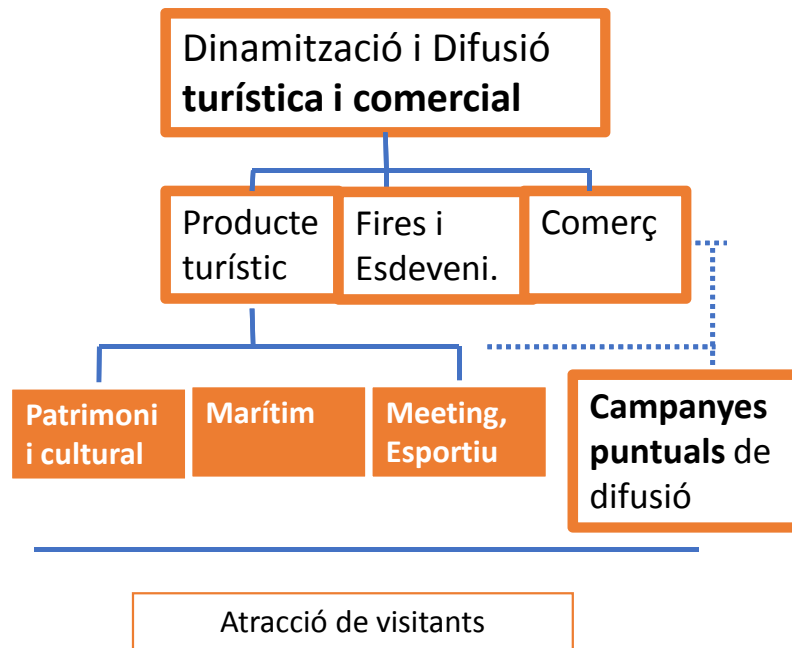 Dinamització i Difusió
turística i comercial
Producte
turístic
Fires i
Esdeveni.
Comerç
Patrimoni
i cultural
Marítim
Meeting,
Esportiu
Campanyes
puntuals de
difusió
Atracció de visitants